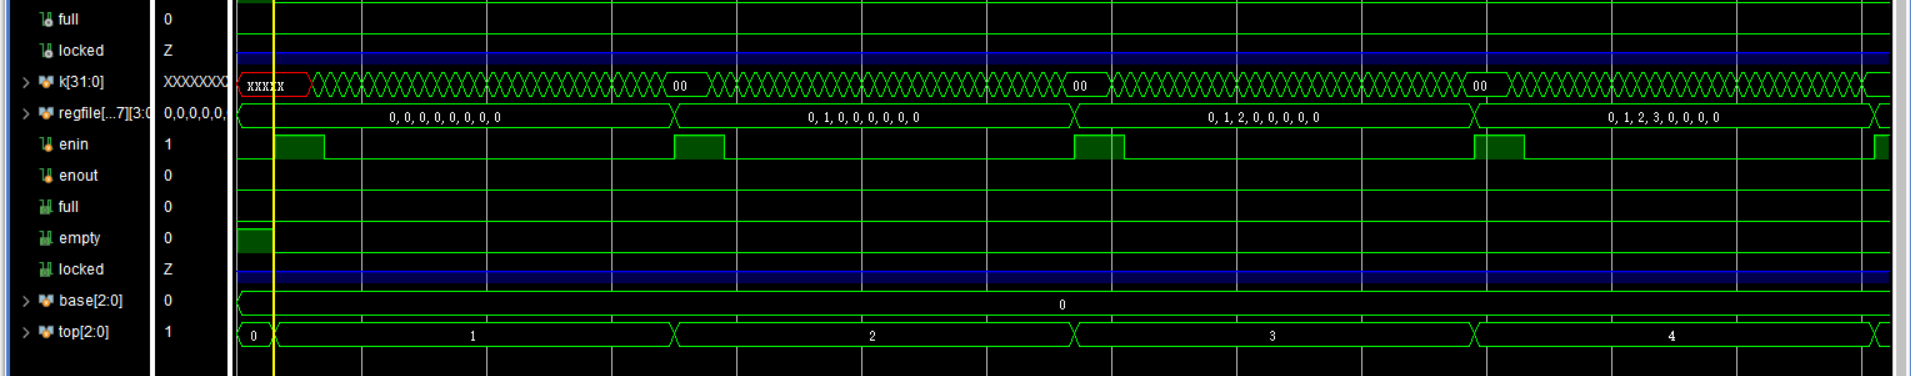 full 0
locked Z
k[31:0] XXXXXXXX XXXXX 00 00 00
regfile[...7][3:0 0,0,0,0,0, 0,0,0,0,0,0,0,0 0,1,0,0,0,0,0,0 0,1,2,0,0,0,0,0 0,1,2,3,0,0,0,0
enin 1
enout 0
full 0
empty 0
locked Z
base[2:0] 0 0
top[2:0] 1 0 1 2 3 4